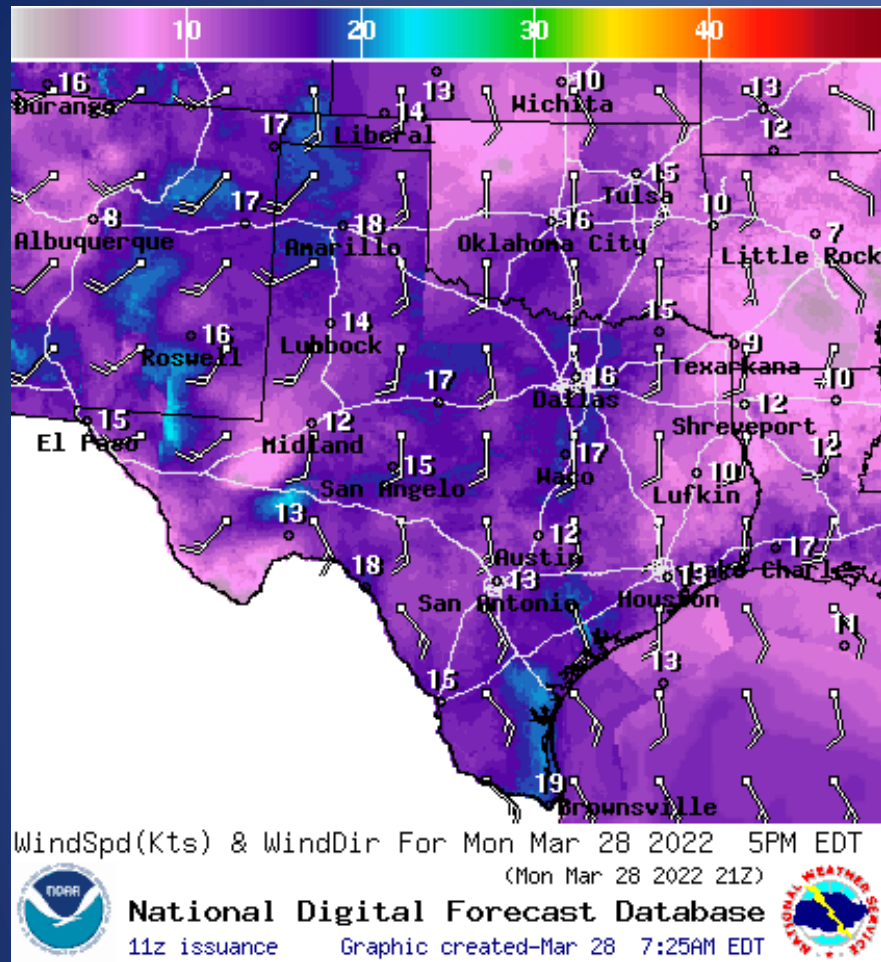 10 20 30 40
16 13 10 13
Durango Wichita
17 14 12
Liberal
15
Tulsa
8 17 18 16 10 7
Albuquerque Amarillo Oklahoma City Little Rock
16 14 15 9
Roswell Lubbock Texarkana
17 16 12 10
Dallas
15 12 Shreveport
El Paso Midland
15 17 10 12
San Angelo Waco Lufkin
13 12 17
Austin
18 13 13 Lake Charles
San Antonio Houston
11
13
15
19
Brownsville
WindSpd(Kts) & WindDir For Mon Mar 28 2022 5PM EDT
(Mon Mar 28 2022 21Z)
NOAA
National Digital Forecast Database
11z issuance Graphic created-Mar 28 7:25AM EDT
NATIONAL WEATHER SERVICE